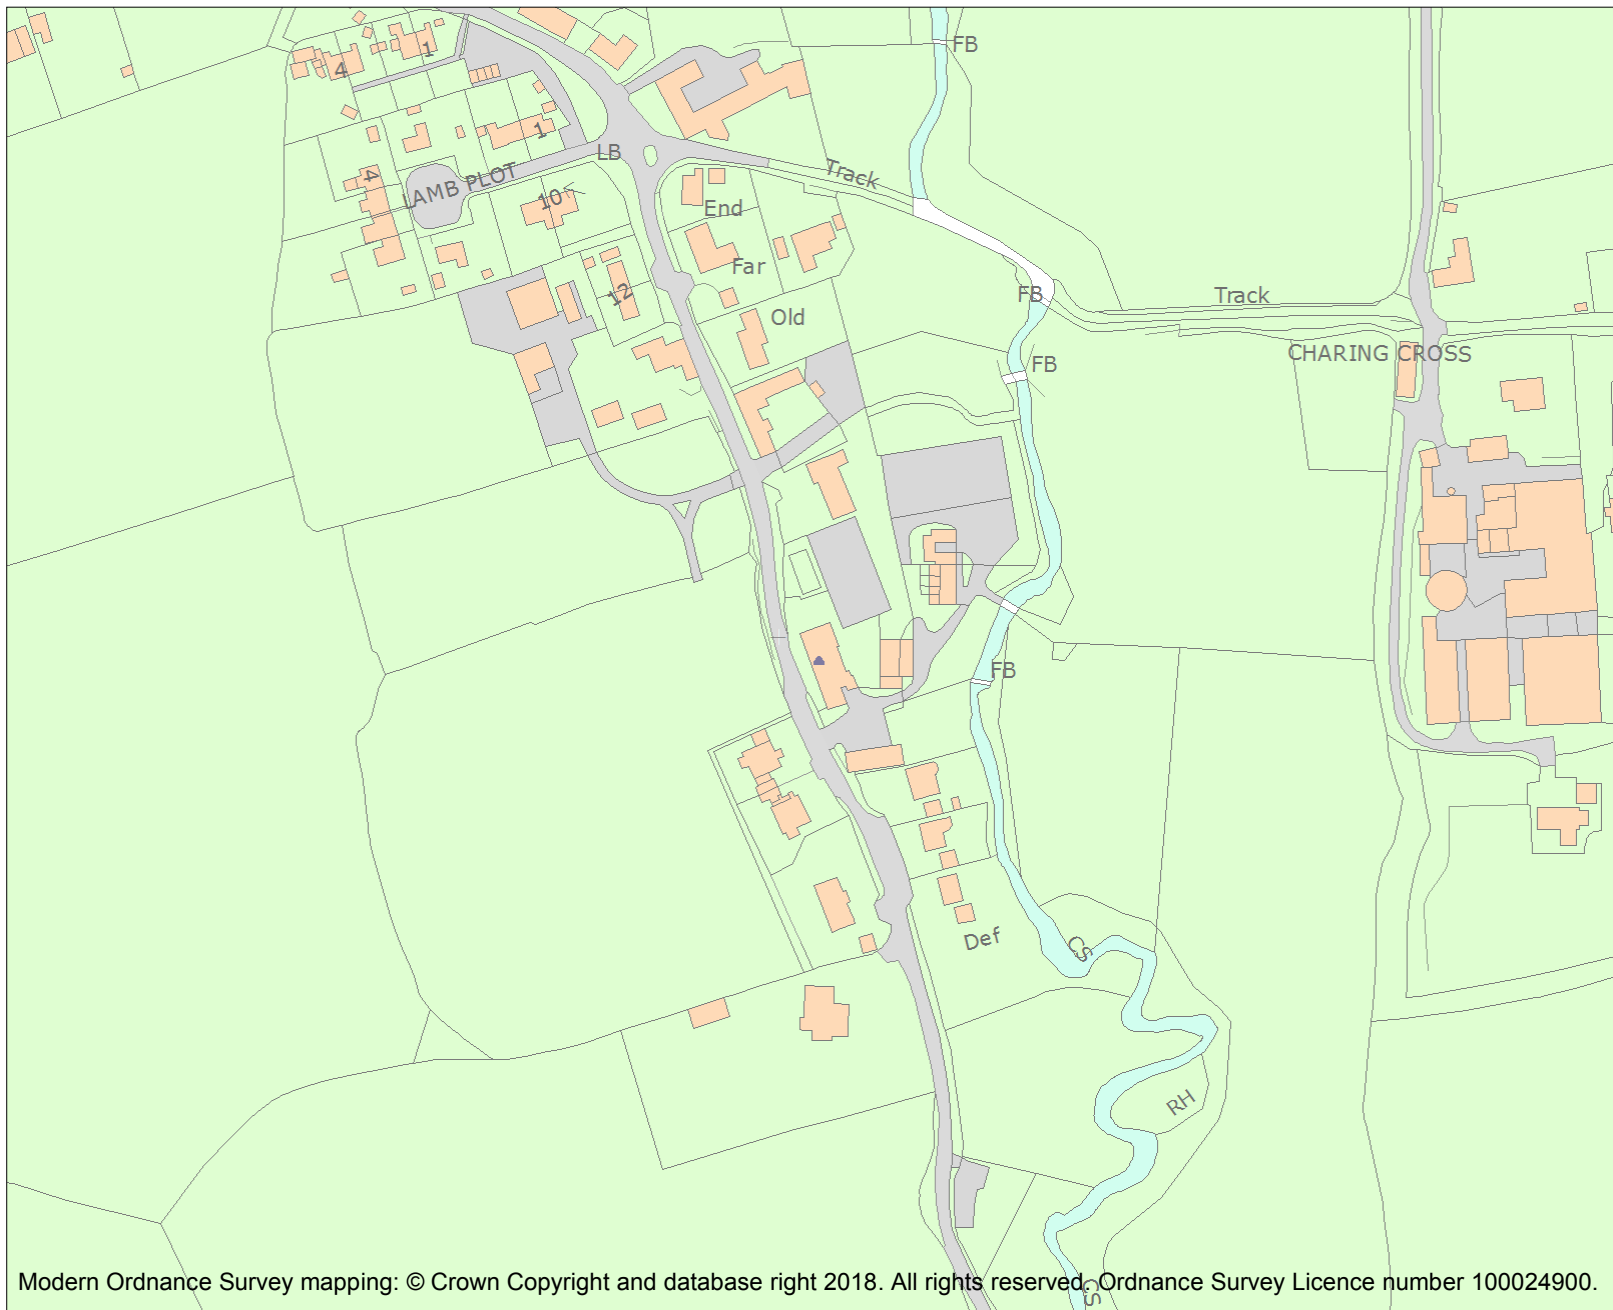 1
FB
4
1
LB
Track
4
LAMB PLOT
10
End
Far
12
FB
Track
Old
CHARING CROSS
FB
FB
Def
CS
RH
CS
Modern Ordnance Survey mapping: © Crown Copyright and database right 2018. All rights reserved. Ordnance Survey Licence number 100024900.